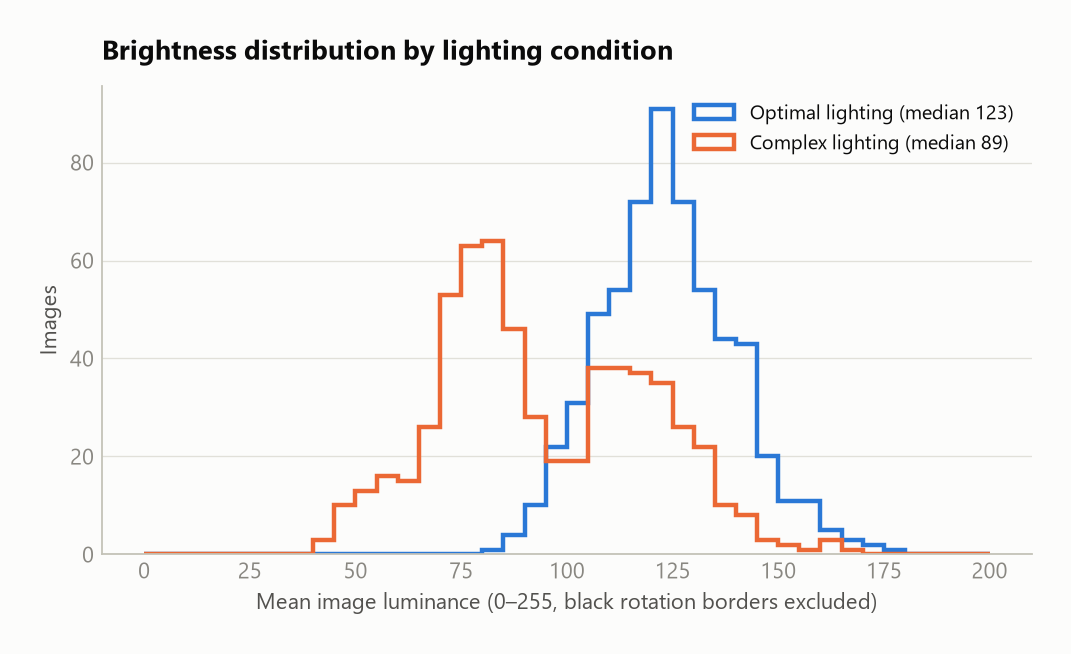 Brightness distribution by lighting condition
Optimal lighting (median 123)
Complex lighting (median 89)
80
60
40
20
0
Images
0 25 50 75 100 125 150 175 200
Mean image luminance (0–255, black rotation borders excluded)